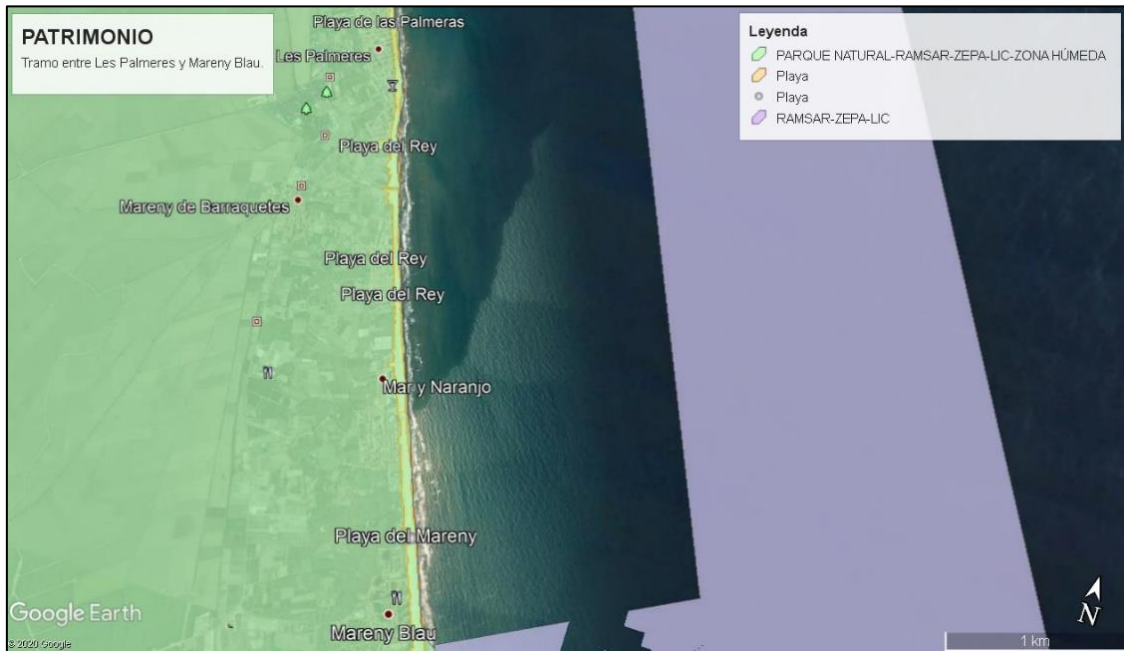 PATRIMONIO
Tramo entre Les Palmeres y Mareny Blau.
Leyenda
PARQUE NATURAL-RAMSAR-ZEPA-LIC-ZONA HÚMEDA
Playa
Playa
RAMSAR-ZEPA-LIC
Playa de las Palmeras
Les Palmeres
Playa del Rey
Mareny de Barraquetes
Playa del Rey
Playa del Rey
Mar y Naranjo
Playa del Mareny
Mareny Blau
Google Earth
© 2020 Google
N
1 km